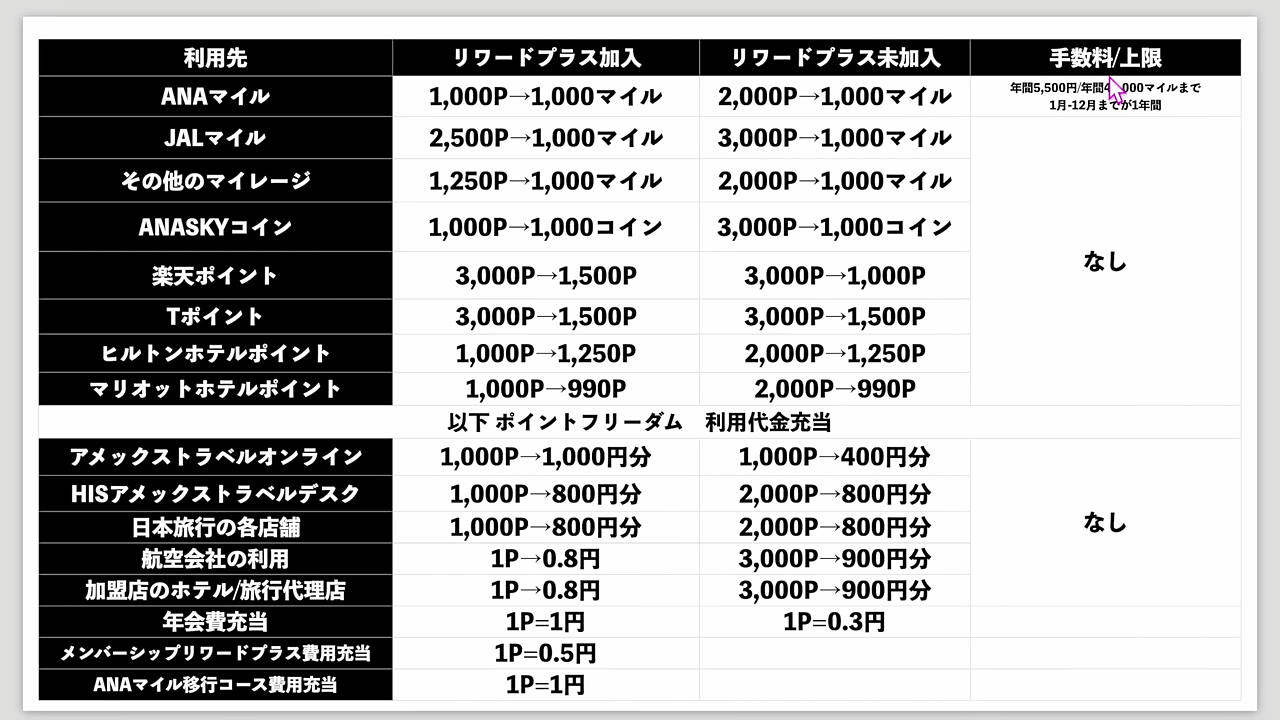 利用先 リワードプラス加入 リワードプラス未加入 手数料/上限
ANAマイル 1,000P→1,000マイル 2,000P→1,000マイル 年間5,500円/年間4 000マイルまで
1月-12月までが1年間
JALマイル 2,500P→1,000マイル 3,000P→1,000マイル
その他のマイレージ 1,250P→1,000マイル 2,000P→1,000マイル
ANASKYコイン 1,000P→1,000コイン 3,000P→1,000コイン
なし
楽天ポイント 3,000P→1,500P 3,000P→1,000P
Tポイント 3,000P→1,500P 3,000P→1,500P
ヒルトンホテルポイント 1,000P→1,250P 2,000P→1,250P
マリオットホテルポイント 1,000P→990P 2,000P→990P
以下 ポイントフリーダム 利用代金充当
アメックストラベルオンライン 1,000P→1,000円分 1,000P→400円分
HISアメックストラベルデスク 1,000P→800円分 2,000P→800円分
なし
日本旅行の各店舗 1,000P→800円分 2,000P→800円分
航空会社の利用 1P→0.8円 3,000P→900円分
加盟店のホテル/旅行代理店 1P→0.8円 3,000P→900円分
年会費充当 1P=1円 1P=0.3円
メンバーシップリワードプラス費用充当 1P=0.5円
ANAマイル移行コース費用充当 1P=1円